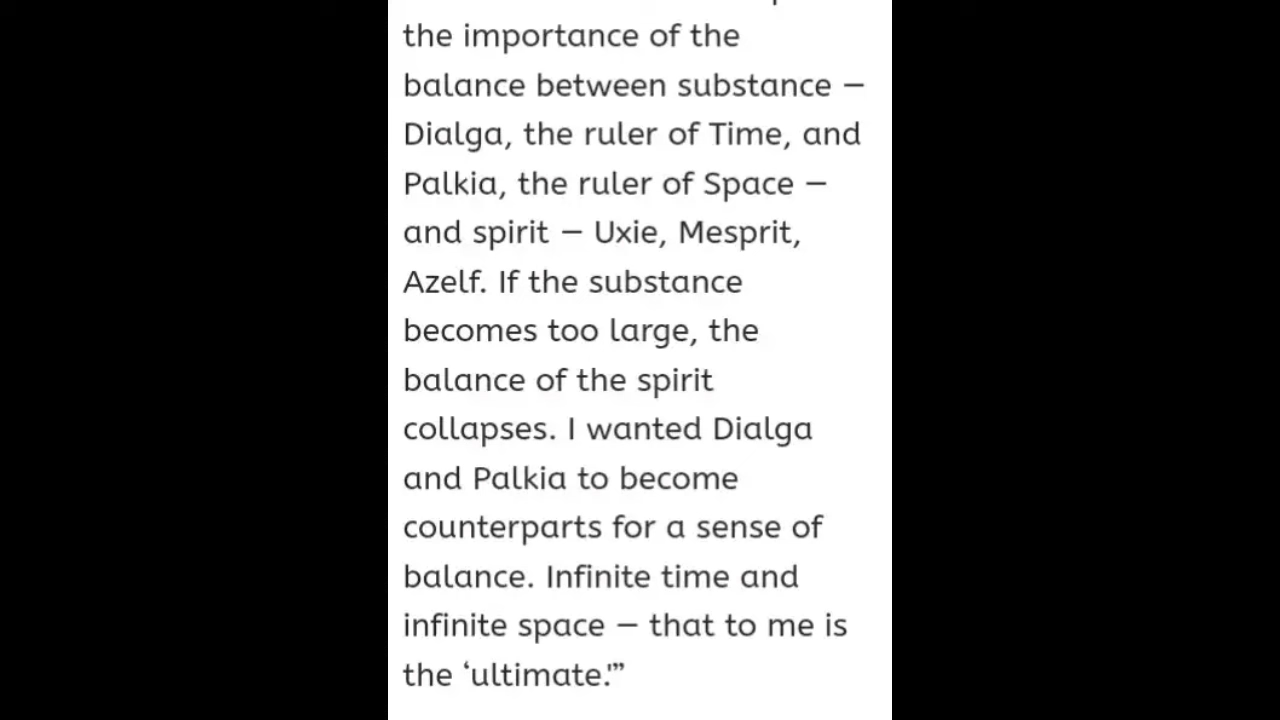 the importance of the
balance between substance —
Dialga, the ruler of Time, and
Palkia, the ruler of Space —
and spirit — Uxie, Mesprit,
Azelf. If the substance
becomes too large, the
balance of the spirit
collapses. I wanted Dialga
and Palkia to become
counterparts for a sense of
balance. Infinite time and
infinite space — that to me is
the ‘ultimate.'”